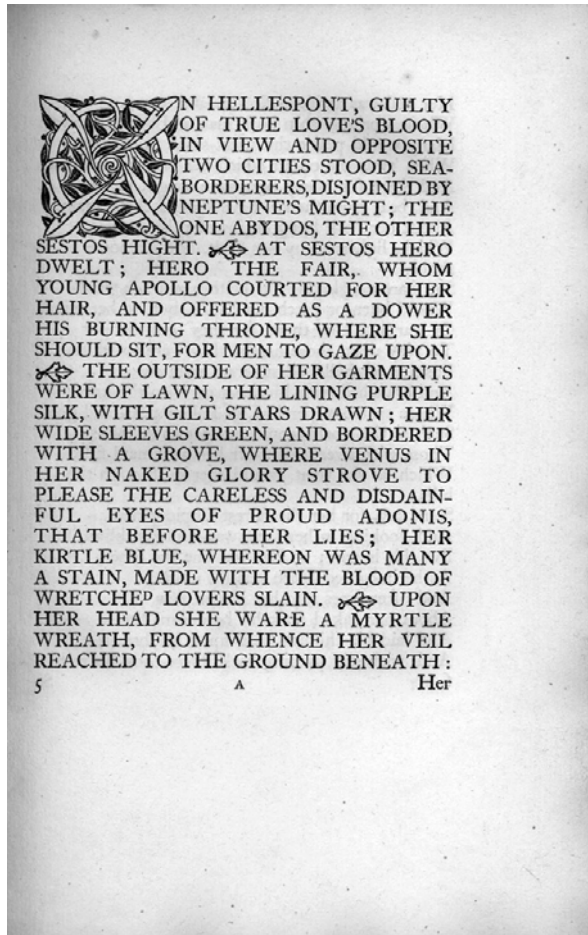 ON HELLESPONT, GUILTY
OF TRUE LOVE'S BLOOD,
IN VIEW AND OPPOSITE
TWO CITIES STOOD, SEA-
BORDERERS, DISJOINED BY
NEPTUNE'S MIGHT; THE
ONE ABYDOS, THE OTHER
SESTOS HIGHT. AT SESTOS HERO
DWELT; HERO THE FAIR, WHOM
YOUNG APOLLO COURTED FOR HER
HAIR, AND OFFERED AS A DOWER
HIS BURNING THRONE, WHERE SHE
SHOULD SIT, FOR MEN TO GAZE UPON.
THE OUTSIDE OF HER GARMENTS
WERE OF LAWN, THE LINING PURPLE
SILK, WITH GILT STARS DRAWN; HER
WIDE SLEEVES GREEN, AND BORDERED
WITH A GROVE, WHERE VENUS IN
HER NAKED GLORY STROVE TO
PLEASE THE CARELESS AND DISDAIN-
FUL EYES OF PROUD ADONIS,
THAT BEFORE HER LIES; HER
KIRTLE BLUE, WHEREON WAS MANY
A STAIN, MADE WITH THE BLOOD OF
WRETCHED LOVERS SLAIN. UPON
HER HEAD SHE WARE A MYRTLE
WREATH, FROM WHENCE HER VEIL
REACHED TO THE GROUND BENEATH:
5 A Her